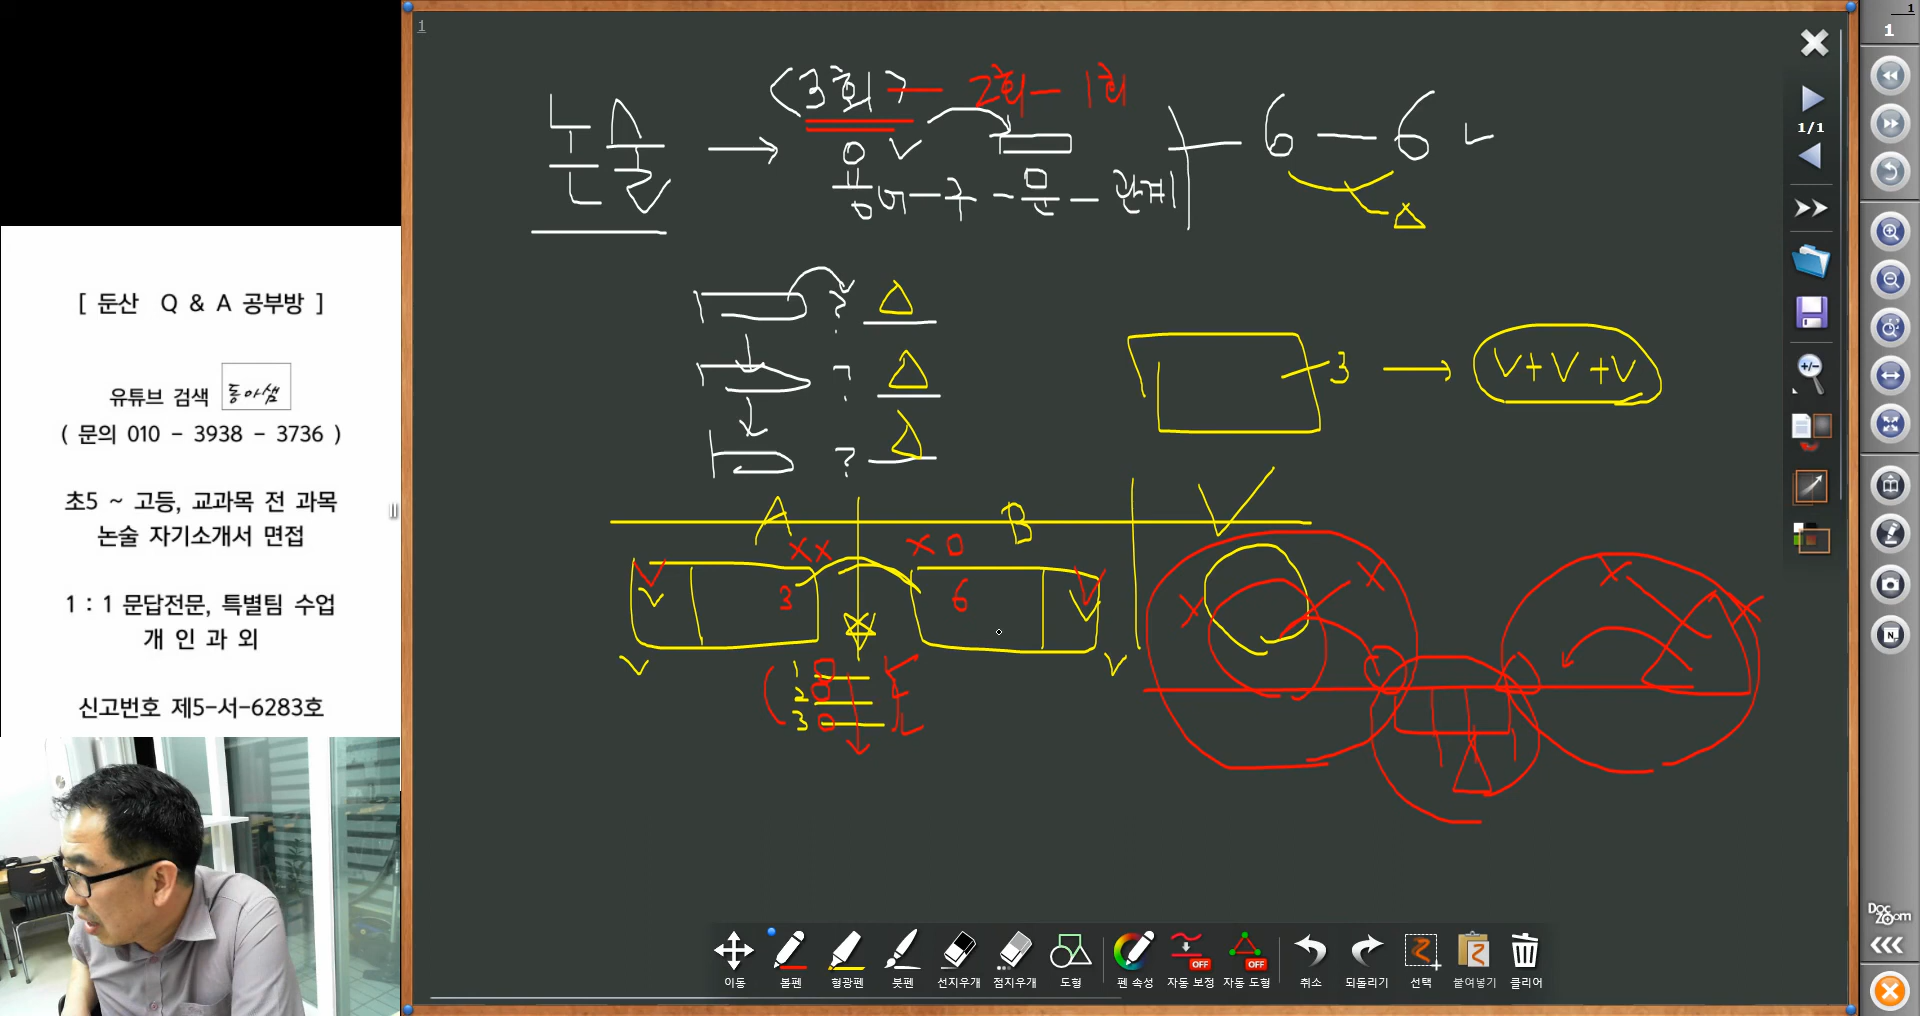 [ 둔산 Q & A 공부방 ]
유튜브 검색 동아쌤
( 문의 010 - 3938 - 3736 )
초5 ~ 고등, 교과목 전 과목
논술 자기소개서 면접
1 : 1 문답전문, 특별팀 수업
개 인 과 외
신고번호 제5-서-6283호
1
논술 → (3회) - 2회 - 1회
용어 - 구 - 문 - 관계 - 6 - 6
? △
? △
? △
3 → V+V+V
A B V
X X X O
3 6
X X
X X
1
2
3
1
1
1/1
+/-
N
DocZoom
이동
볼펜
형광펜
붓펜
선지우개
점지우개
도형
펜 속성
OFF
자동 보정
OFF
자동 도형
취소
되돌리기
선택
붙여넣기
클리어